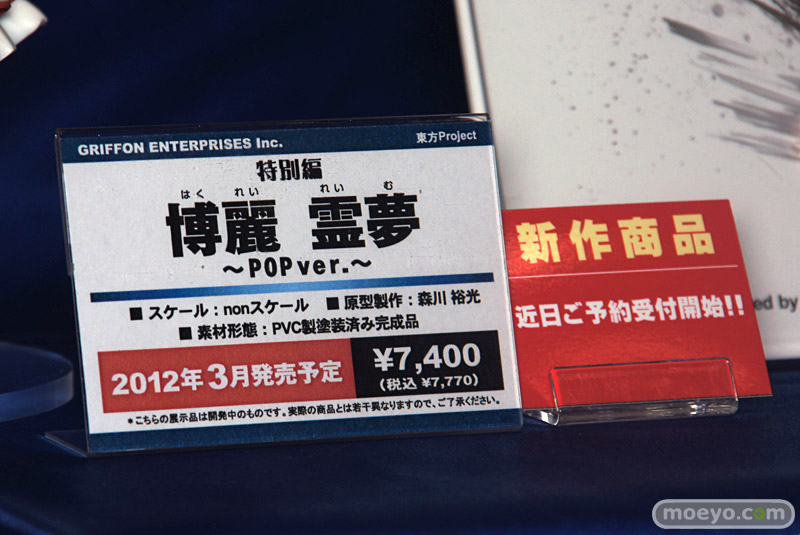 GRIFFON ENTERPRISES Inc.
東方Project
特別編
はく れい れい む
博麗 霊夢
～POPver.～
■ スケール：nonスケール ■ 原型製作：森川 裕光
■ 素材形態：PVC製塗装済み完成品
2012年 3月発売予定
¥7,400
(税込 ¥7,770)
*こちらの展示品は開発中のものです。実際の商品とは若干異なりますので、ご了承ください。
新作商品
近日ご予約受付開始!!
ed by
moeyo.com